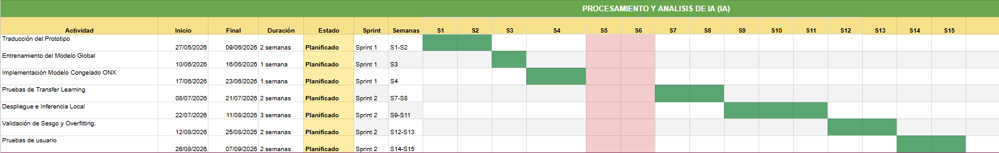 PROCESAMIENTO Y ANALISIS DE IA (IA)
Actividad Inicio Final Duración Estado Sprint Semanas S1 S2 S3 S4 S5 S6 S7 S8 S9 S10 S11 S12 S13 S14 S15
Traducción del Prototipo 27/05/2026 09/06/2026 2 semanas Planificado Sprint 1 S1-S2
Entrenamiento del Modelo Global 10/06/2026 16/06/2026 1 semana Planificado Sprint 1 S3
Implementación Modelo Congelado ONX 17/06/2026 23/06/2026 1 semana Planificado Sprint 1 S4
Pruebas de Transfer Learning 08/07/2026 21/07/2026 2 semanas Planificado Sprint 2 S7-S8
Despliegue e Inferencia Local 22/07/2026 11/08/2026 3 semanas Planificado Sprint 2 S9-S11
Validación de Sesgo y Overfitting. 12/08/2026 25/08/2026 2 semanas Planificado Sprint 2 S12-S13
Pruebas de usuario 26/08/2026 07/09/2026 2 semanas Planificado Sprint 2 S14-S15